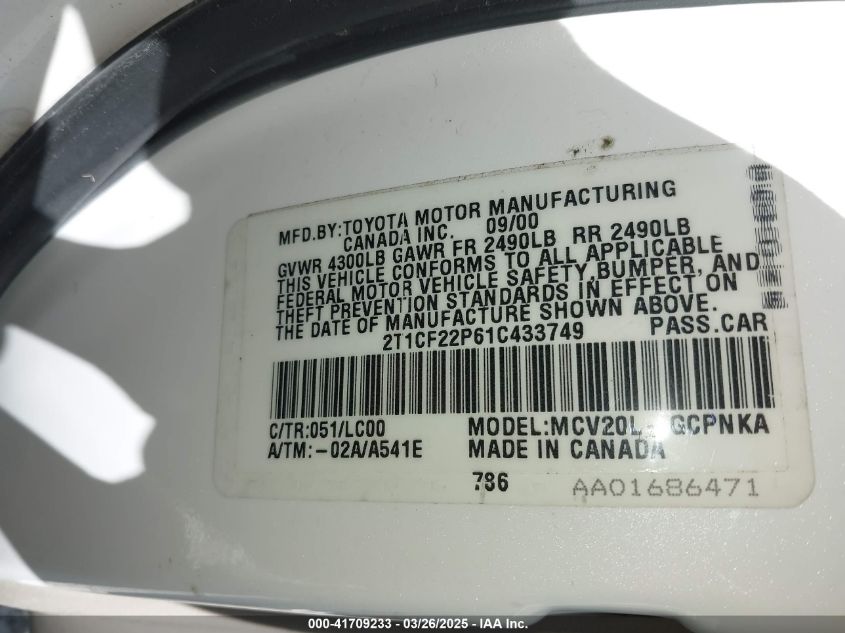 MFD.BY:TOYOTA MOTOR MANUFACTURING
CANADA INC. 09/00
GVWR 4300LB GAWR FR 2490LB RR 2490LB
THIS VEHICLE CONFORMS TO ALL APPLICABLE
FEDERAL MOTOR VEHICLE SAFETY,BUMPER, AND
THEFT PREVENTION STANDARDS IN EFFECT ON
THE DATE OF MANUFACTURE SHOWN ABOVE.
2T1CF22P61C433749 PASS.CAR
C/TR:051/LC00 MODEL:MCV20L-GCPNKA
A/TM:-02A/A541E MADE IN CANADA
786 AA01686471
000-41709233 - 03/26/2025 - IAA Inc.